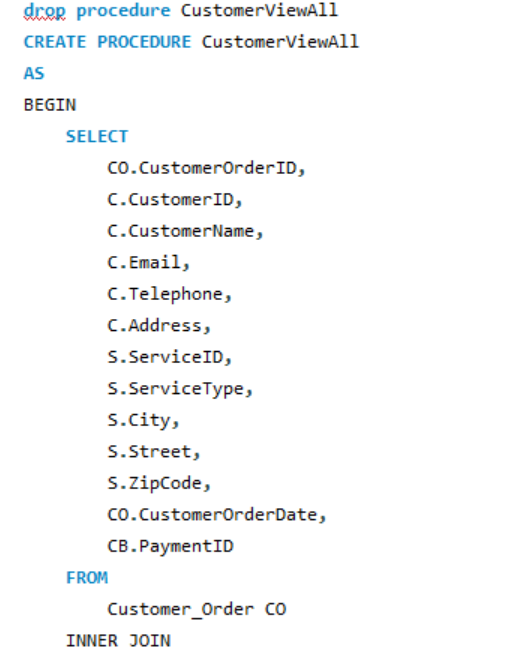 drop procedure CustomerViewAll
CREATE PROCEDURE CustomerViewAll
AS
BEGIN
SELECT
CO.CustomerOrderID,
C.CustomerID,
C.CustomerName,
C.Email,
C.Telephone,
C.Address,
S.ServiceID,
S.ServiceType,
S.City,
S.Street,
S.ZipCode,
CO.CustomerOrderDate,
CB.PaymentID
FROM
Customer_Order CO
INNER JOIN